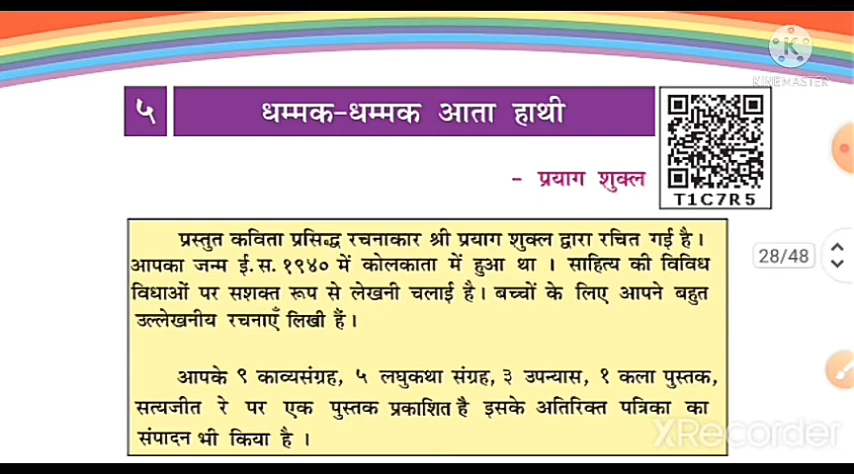 K
KINEMASTER
५
धम्मक-धम्मक आता हाथी
- प्रयाग शुक्ल
T1C7R5
प्रस्तुत कविता प्रसिद्ध रचनाकार श्री प्रयाग शुक्ल द्वारा रचित गई है।
आपका जन्म ई.स. १९४० में कोलकाता में हुआ था । साहित्य की विविध
विधाओं पर सशक्त रूप से लेखनी चलाई है। बच्चों के लिए आपने बहुत
उल्लेखनीय रचनाएँ लिखी हैं।
28/48
आपके ९ काव्यसंग्रह, ५ लघुकथा संग्रह, ३ उपन्यास, १ कला पुस्तक,
सत्यजीत रे पर एक पुस्तक प्रकाशित है इसके अतिरिक्त पत्रिका का
संपादन भी किया है ।
XRecorder